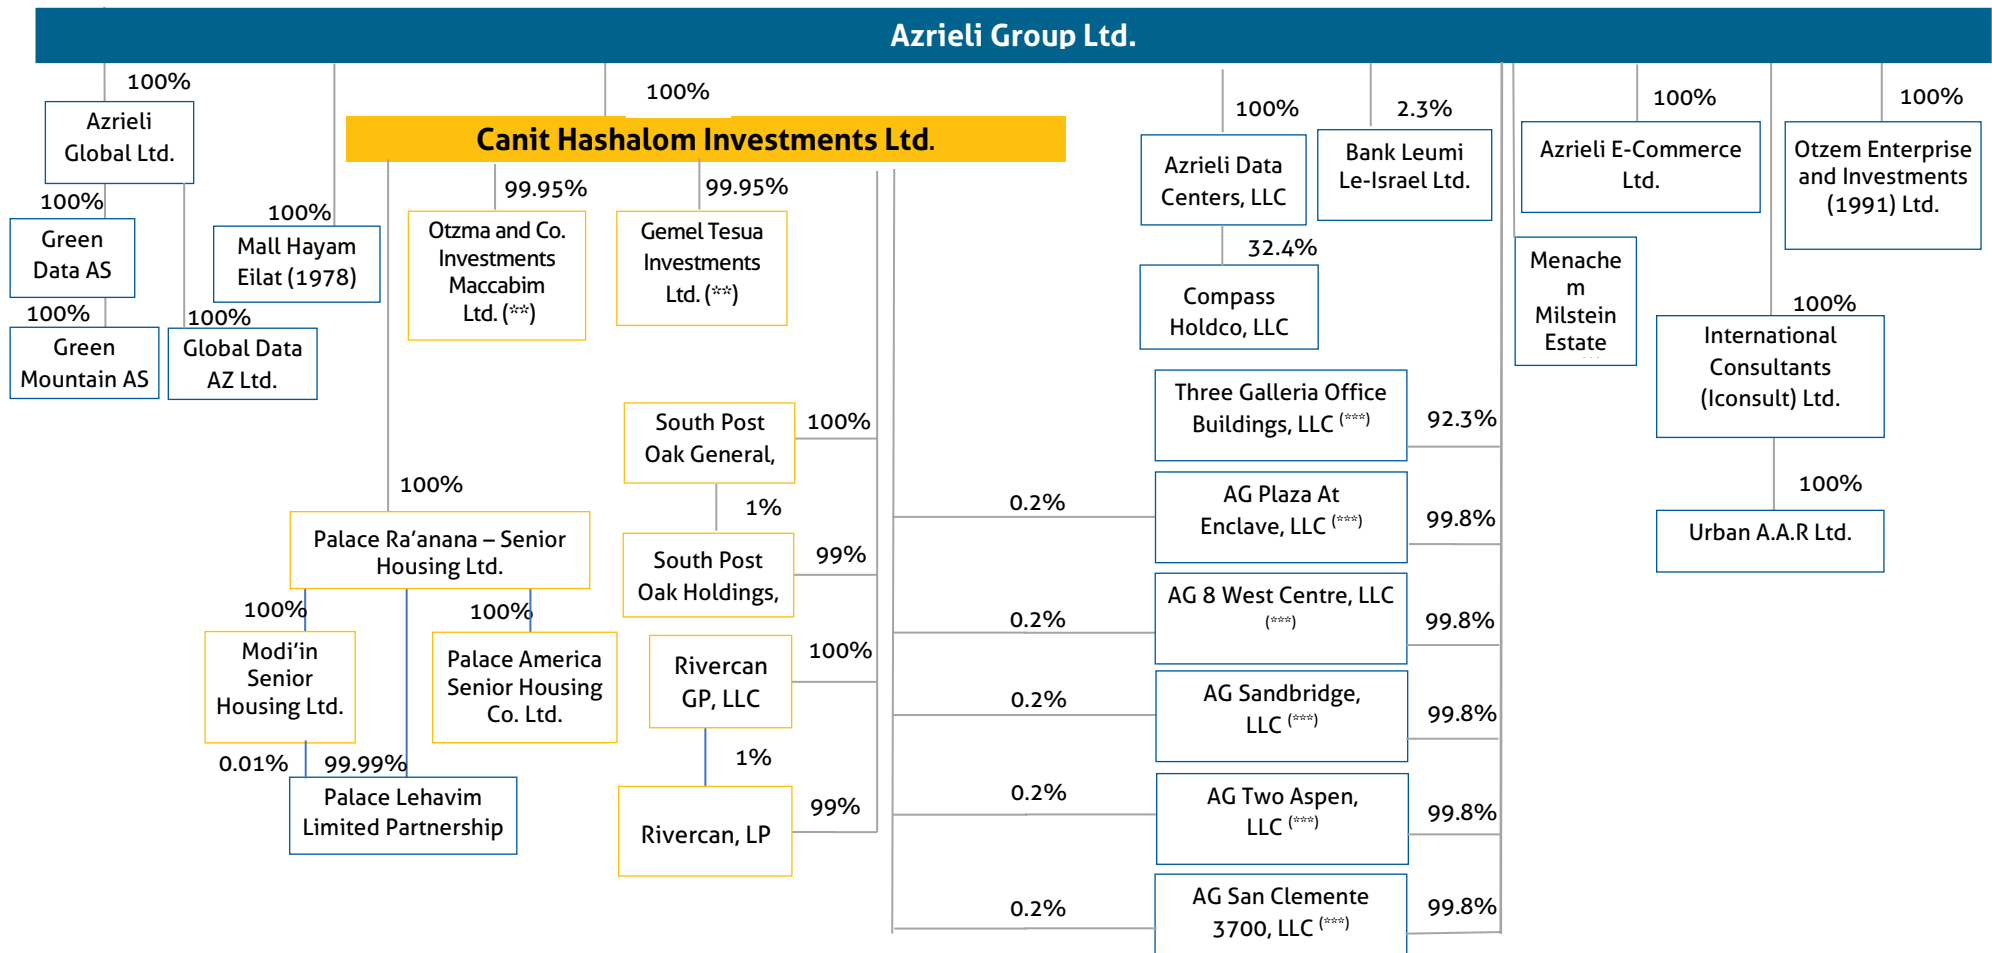 Azrieli Group Ltd.
100%
Azrieli
Global Ltd.
100%
Green
Data AS
100%
Green
Mountain AS
100%
Global Data
AZ Ltd.
100%
Mall Hayam
Eilat (1978)
100%
Canit Hashalom Investments Ltd.
99.95%
Otzma and Co.
Investments
Maccabim
Ltd. (**)
99.95%
Gemel Tesua
Investments
Ltd. (**)
100%
Palace Ra’anana – Senior
Housing Ltd.
100%
Modi’in
Senior
Housing Ltd.
100%
Palace America
Senior Housing
Co. Ltd.
0.01%
99.99%
Palace Lehavim
Limited Partnership
South Post
Oak General,
100%
1%
South Post
Oak Holdings,
99%
Rivercan
GP, LLC
100%
1%
Rivercan, LP
99%
100%
Azrieli Data
Centers, LLC
32.4%
Compass
Holdco, LLC
2.3%
Bank Leumi
Le-Israel Ltd.
Three Galleria Office
Buildings, LLC (***)
92.3%
0.2%
AG Plaza At
Enclave, LLC (***)
99.8%
0.2%
AG 8 West Centre, LLC
(***)
99.8%
0.2%
AG Sandbridge,
LLC (***)
99.8%
0.2%
AG Two Aspen,
LLC (***)
99.8%
0.2%
AG San Clemente
3700, LLC (***)
99.8%
Menache
m
Milstein
Estate
100%
Azrieli E-Commerce
Ltd.
100%
International
Consultants
(Iconsult) Ltd.
100%
Urban A.A.R Ltd.
100%
Otzem Enterprise
and Investments
(1991) Ltd.